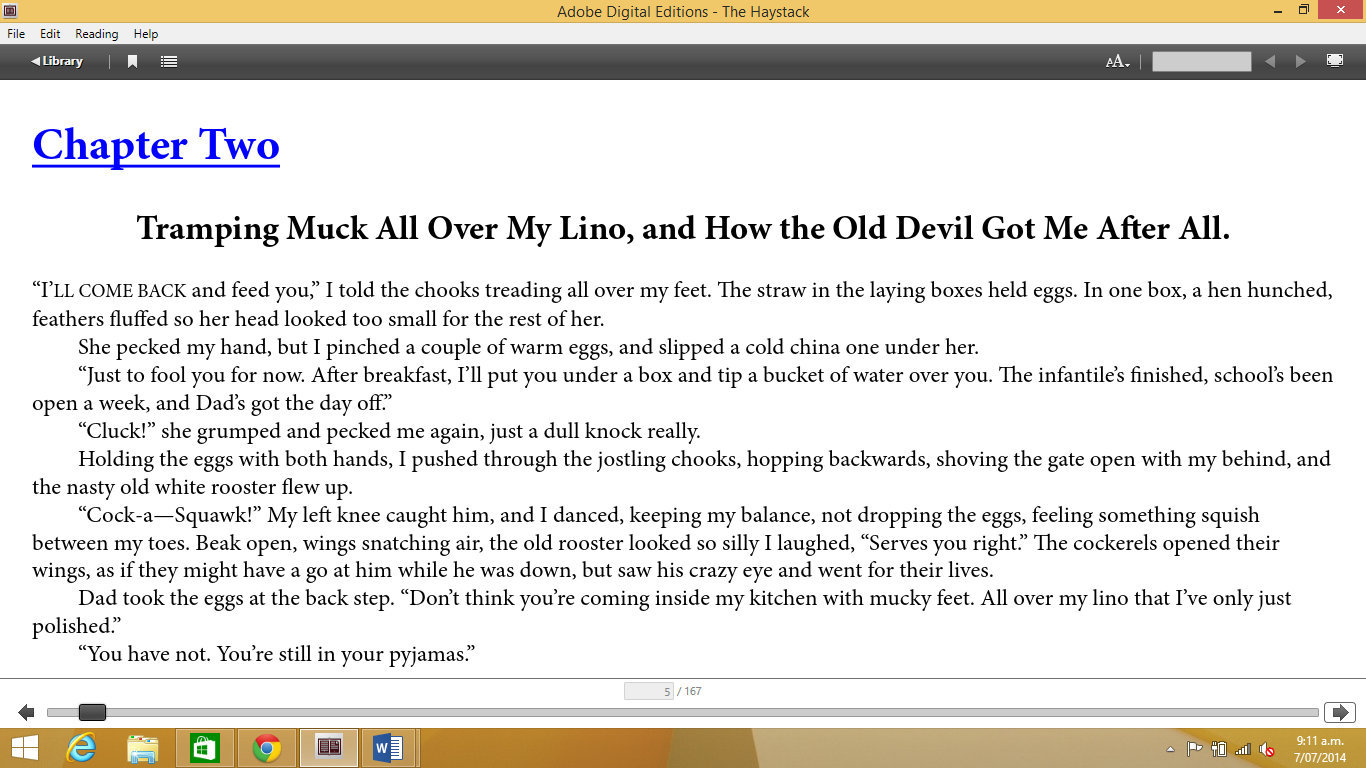 Adobe Digital Editions - The Haystack
File Edit Reading Help
Library AA
Chapter Two
Tramping Muck All Over My Lino, and How the Old Devil Got Me After All.
“I’LL COME BACK and feed you,” I told the chooks treading all over my feet. The straw in the laying boxes held eggs. In one box, a hen hunched,
feathers fluffed so her head looked too small for the rest of her.
She pecked my hand, but I pinched a couple of warm eggs, and slipped a cold china one under her.
“Just to fool you for now. After breakfast, I’ll put you under a box and tip a bucket of water over you. The infantile’s finished, school’s been
open a week, and Dad’s got the day off.”
“Cluck!” she grumped and pecked me again, just a dull knock really.
Holding the eggs with both hands, I pushed through the jostling chooks, hopping backwards, shoving the gate open with my behind, and
the nasty old white rooster flew up.
“Cock-a—Squawk!” My left knee caught him, and I danced, keeping my balance, not dropping the eggs, feeling something squish
between my toes. Beak open, wings snatching air, the old rooster looked so silly I laughed, “Serves you right.” The cockerels opened their
wings, as if they might have a go at him while he was down, but saw his crazy eye and went for their lives.
Dad took the eggs at the back step. “Don’t think you’re coming inside my kitchen with mucky feet. All over my lino that I’ve only just
polished.”
“You have not. You’re still in your pyjamas.”
5 / 167
9:11 a.m.
7/07/2014